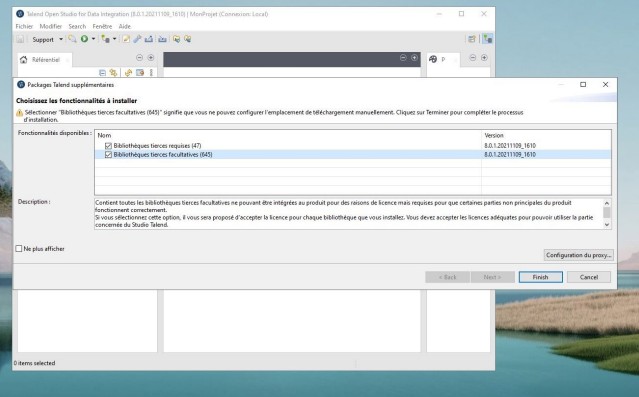 Talend Open Studio for Data Integration (8.0.1.20211109_1610) | MonProjet (Connexion: Local)
Fichier Modifier Search Fenêtre Aide
Support
Référentiel
P
Packages Talend supplémentaires
Choisissez les fonctionnalités à installer
Sélectionner "Bibliothèques tierces facultatives (645)" signifie que vous ne pouvez configurer l'emplacement de téléchargement manuellement. Cliquez sur Terminer pour compléter le processus
d'installation.
Fonctionnalités disponibles :
Nom Version
Bibliothèques tierces requises (47) 8.0.1.20211109_1610
Bibliothèques tierces facultatives (645) 8.0.1.20211109_1610
Description :
Contient toutes les bibliothèques tierces facultatives ne pouvant être intégrées au produit pour des raisons de licence mais requises pour que certaines parties non principales du produit
fonctionnent correctement.
Si vous sélectionnez cette option, il vous sera proposé d'accepter la licence pour chaque bibliothèque que vous installez. Vous devez accepter les licences adéquates pour pouvoir utiliser la partie
concernée du Studio Talend.
Ne plus afficher
Configuration du proxy...
< Back Next > Finish Cancel
0 items selected